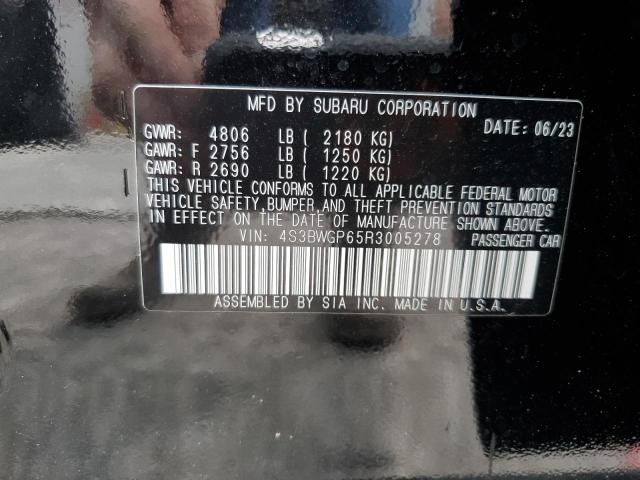 MFD BY SUBARU CORPORATION
GVWR: 4806 LB ( 2180 KG) DATE: 06/23
GAWR: F 2756 LB ( 1250 KG)
GAWR: R 2690 LB ( 1220 KG)
THIS VEHICLE CONFORMS TO ALL APPLICABLE FEDERAL MOTOR
VEHICLE SAFETY, BUMPER, AND THEFT PREVENTION STANDARDS
IN EFFECT ON THE DATE OF MANUFACTURE SHOWN ABOVE.
VIN: 4S3BWGP65R3005278 PASSENGER CAR
ASSEMBLED BY SIA INC. MADE IN U.S.A.